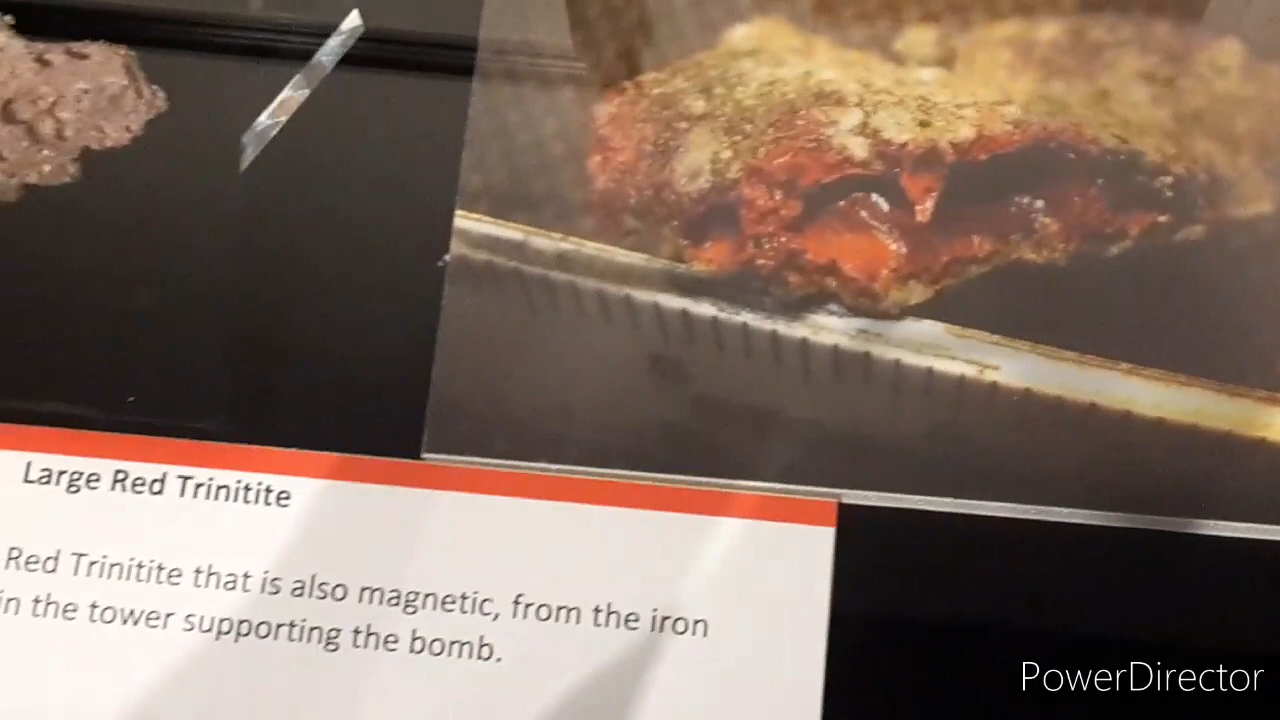 Large Red Trinitite
Red Trinitite that is also magnetic, from the iron
in the tower supporting the bomb.
PowerDirector